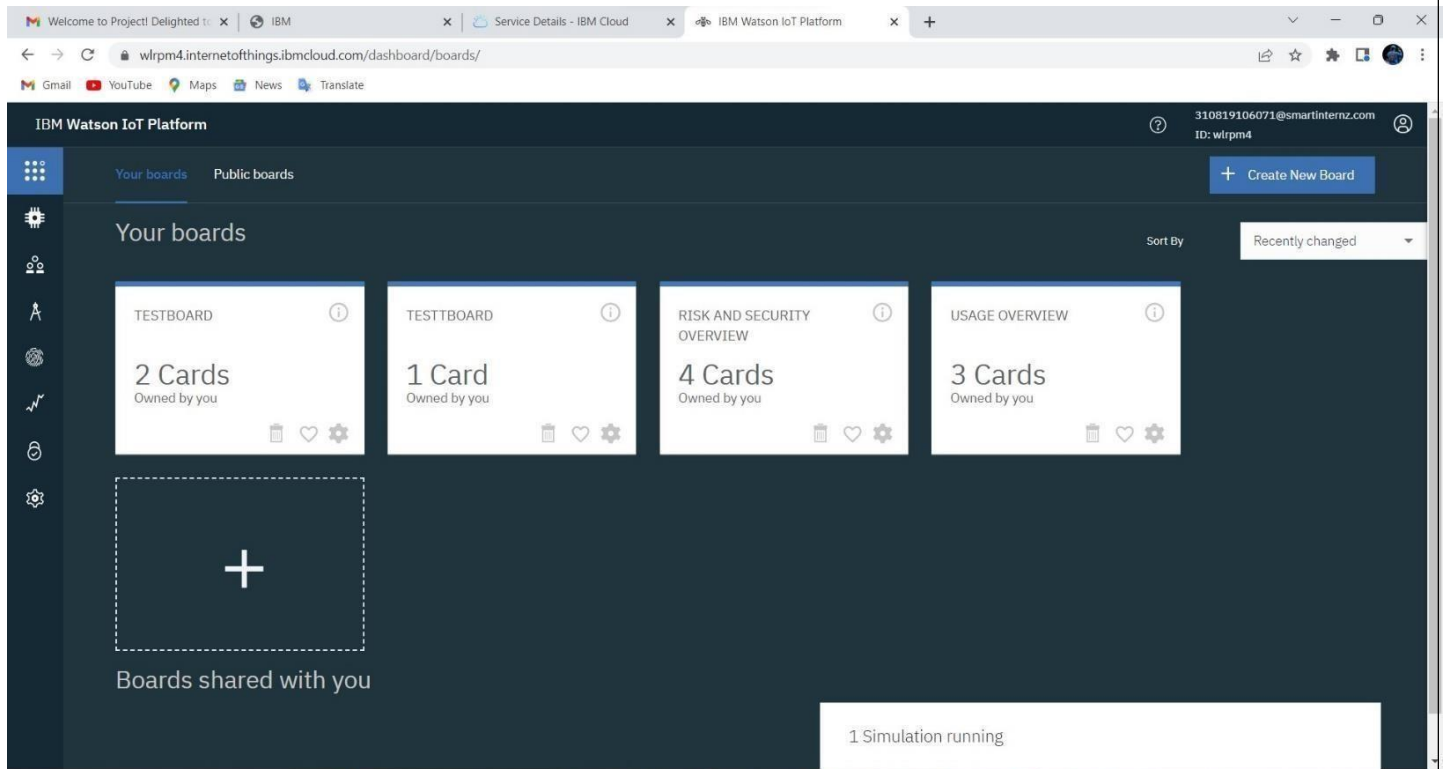 Welcome to Project! Delighted to
IBM
Service Details - IBM Cloud
IBM Watson IoT Platform
wlrpm4.internetofthings.ibmcloud.com/dashboard/boards/
Gmail YouTube Maps News Translate
IBM Watson IoT Platform
310819106071@smartinternz.com
ID: wlrpm4
Your boards Public boards
+ Create New Board
Your boards
Sort By Recently changed
TESTBOARD
2 Cards
Owned by you
TESTTBOARD
1 Card
Owned by you
RISK AND SECURITY
OVERVIEW
4 Cards
Owned by you
USAGE OVERVIEW
3 Cards
Owned by you
Boards shared with you
1 Simulation running